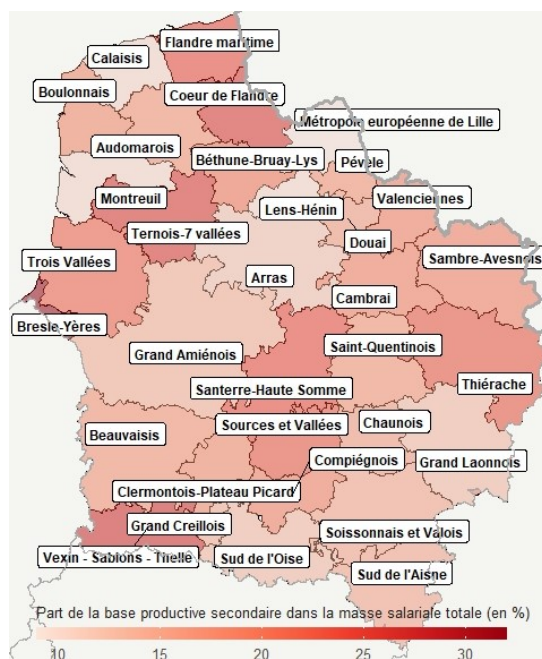 Flandre maritime
Calaisis
Boulonnais
Coeur de Flandre
Métropole européenne de Lille
Audomarois
Béthune-Bruay-Lys
Pévèle
Montreuil
Lens-Hénin
Valenciennes
Ternois-7 vallées
Douai
Trois Vallées
Sambre-Avesnois
Arras
Cambrai
Bresle-Yères
Grand Amiénois
Saint-Quentinois
Santerre-Haute Somme
Thiérache
Sources et Vallées
Chaunois
Beauvaisis
Compiégnois
Grand Laonnois
Clermontois-Plateau Picard
Grand Creillois
Soissonnais et Valois
Vexin - Sablons - Thelle
Sud de l'Oise
Sud de l'Aisne
Part de la base productive secondaire dans la masse salariale totale (en %)
10 15 20 25 30